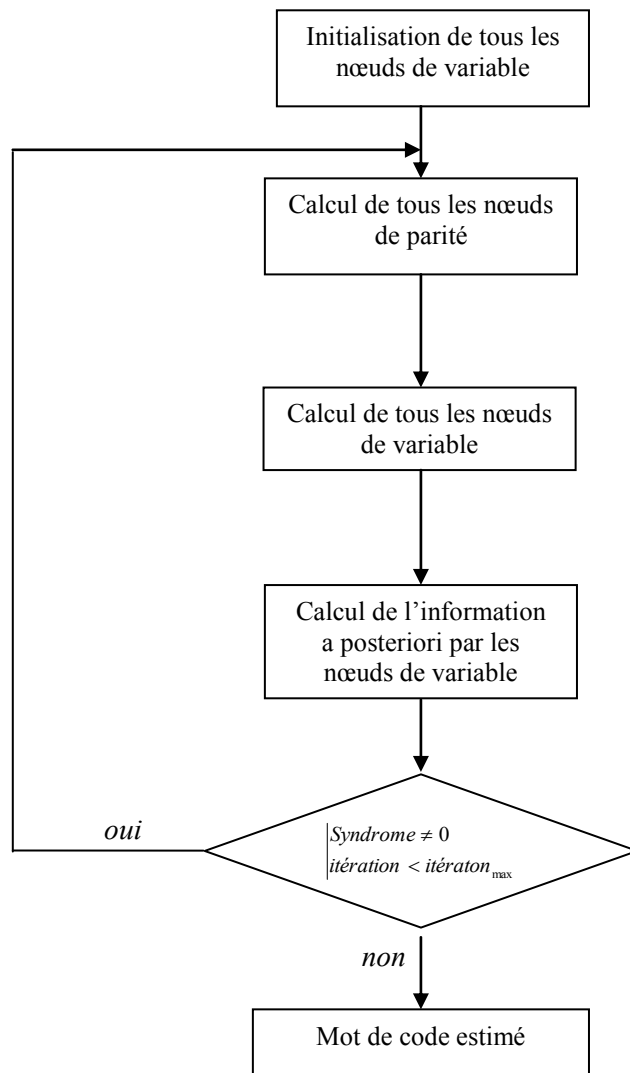 Initialisation de tous les
nœuds de variable
Calcul de tous les nœuds
de parité
Calcul de tous les nœuds
de variable
Calcul de l’information
a posteriori par les
nœuds de variable
oui
Syndrome ≠ 0
itération < itératon max
non
Mot de code estimé